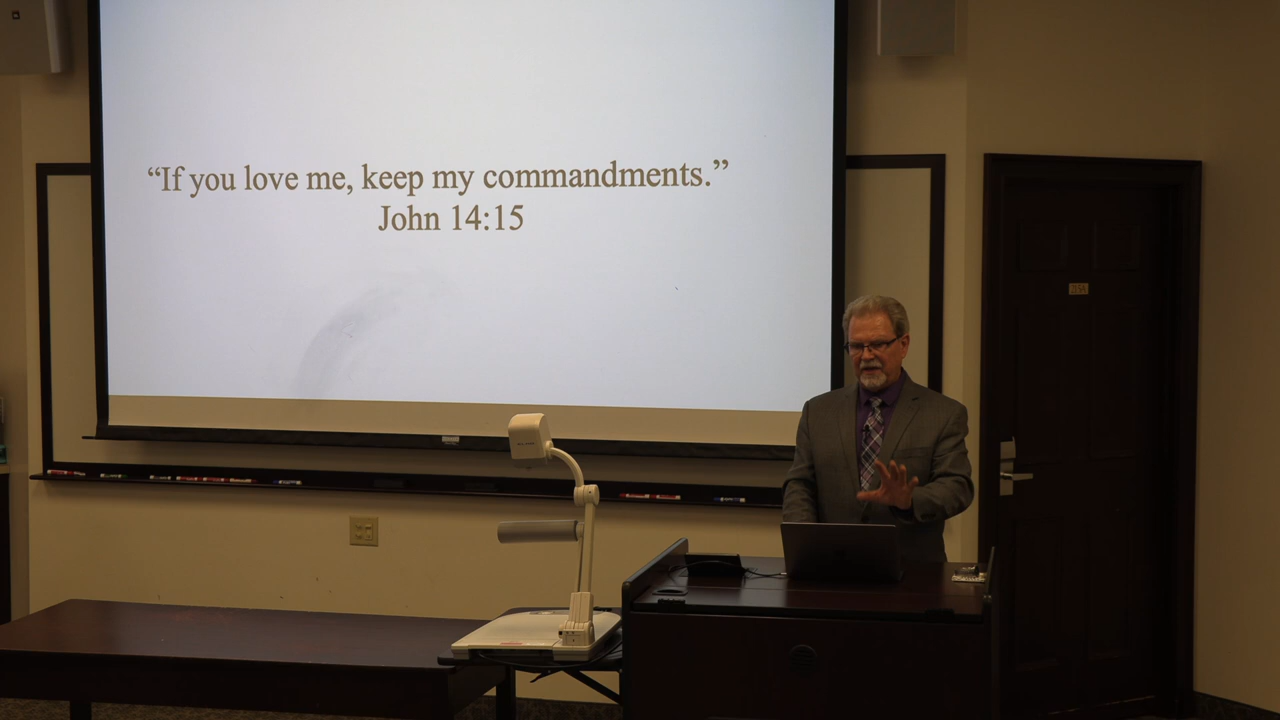 “If you love me, keep my commandments.”
John 14:15